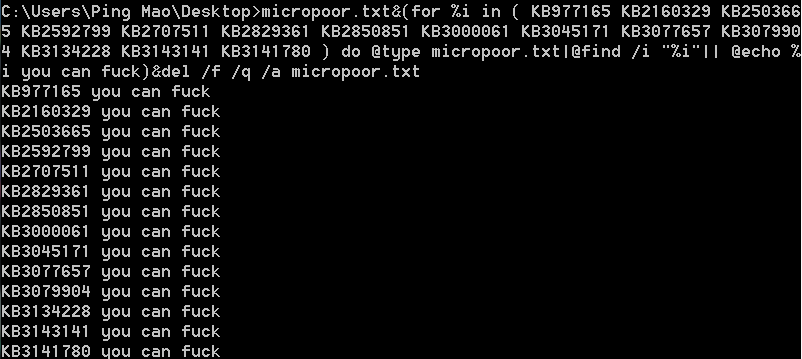 C:\Users\Ping Mao\Desktop>micropoor.txt&(for %i in ( KB977165 KB2160329 KB250366
5 KB2592799 KB2707511 KB2829361 KB2850851 KB3000061 KB3045171 KB3077657 KB307990
4 KB3134228 KB3143141 KB3141780 ) do @type micropoor.txt|@find /i "%i"|| @echo %
i you can fuck)&del /f /q /a micropoor.txt
KB977165 you can fuck
KB2160329 you can fuck
KB2503665 you can fuck
KB2592799 you can fuck
KB2707511 you can fuck
KB2829361 you can fuck
KB2850851 you can fuck
KB3000061 you can fuck
KB3045171 you can fuck
KB3077657 you can fuck
KB3079904 you can fuck
KB3134228 you can fuck
KB3143141 you can fuck
KB3141780 you can fuck